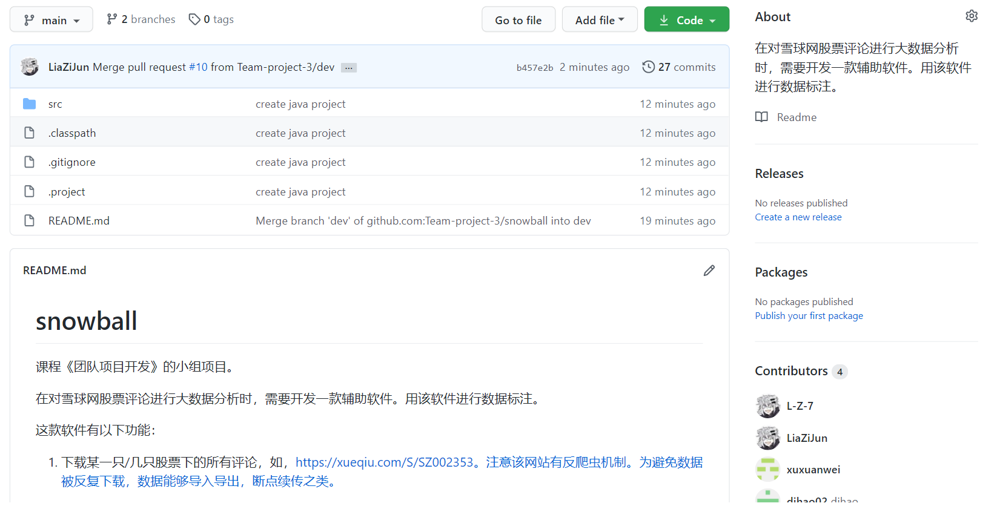 main 2 branches 0 tags Go to file Add file Code
LiaZiJun Merge pull request #10 from Team-project-3/dev ... b457e2b 2 minutes ago 27 commits
src create java project 12 minutes ago
.classpath create java project 12 minutes ago
.gitignore create java project 12 minutes ago
.project create java project 12 minutes ago
README.md Merge branch 'dev' of github.com:Team-project-3/snowball into dev 19 minutes ago
README.md
snowball
课程《团队项目开发》的小组项目。
在对雪球网股票评论进行大数据分析时，需要开发一款辅助软件。用该软件进行数据标注。
这款软件有以下功能：
1. 下载某一只/几只股票下的所有评论，如，https://xueqiu.com/S/SZ002353。注意该网站有反爬虫机制。为避免数据
被反复下载，数据能够导入导出，断点续传之类。
About
在对雪球网股票评论进行大数据分析
时，需要开发一款辅助软件。用该软件
进行数据标注。
Readme
Releases
No releases published
Create a new release
Packages
No packages published
Publish your first package
Contributors 4
L-Z-7
LiaZiJun
xuxuanwei
dihao02 dihao